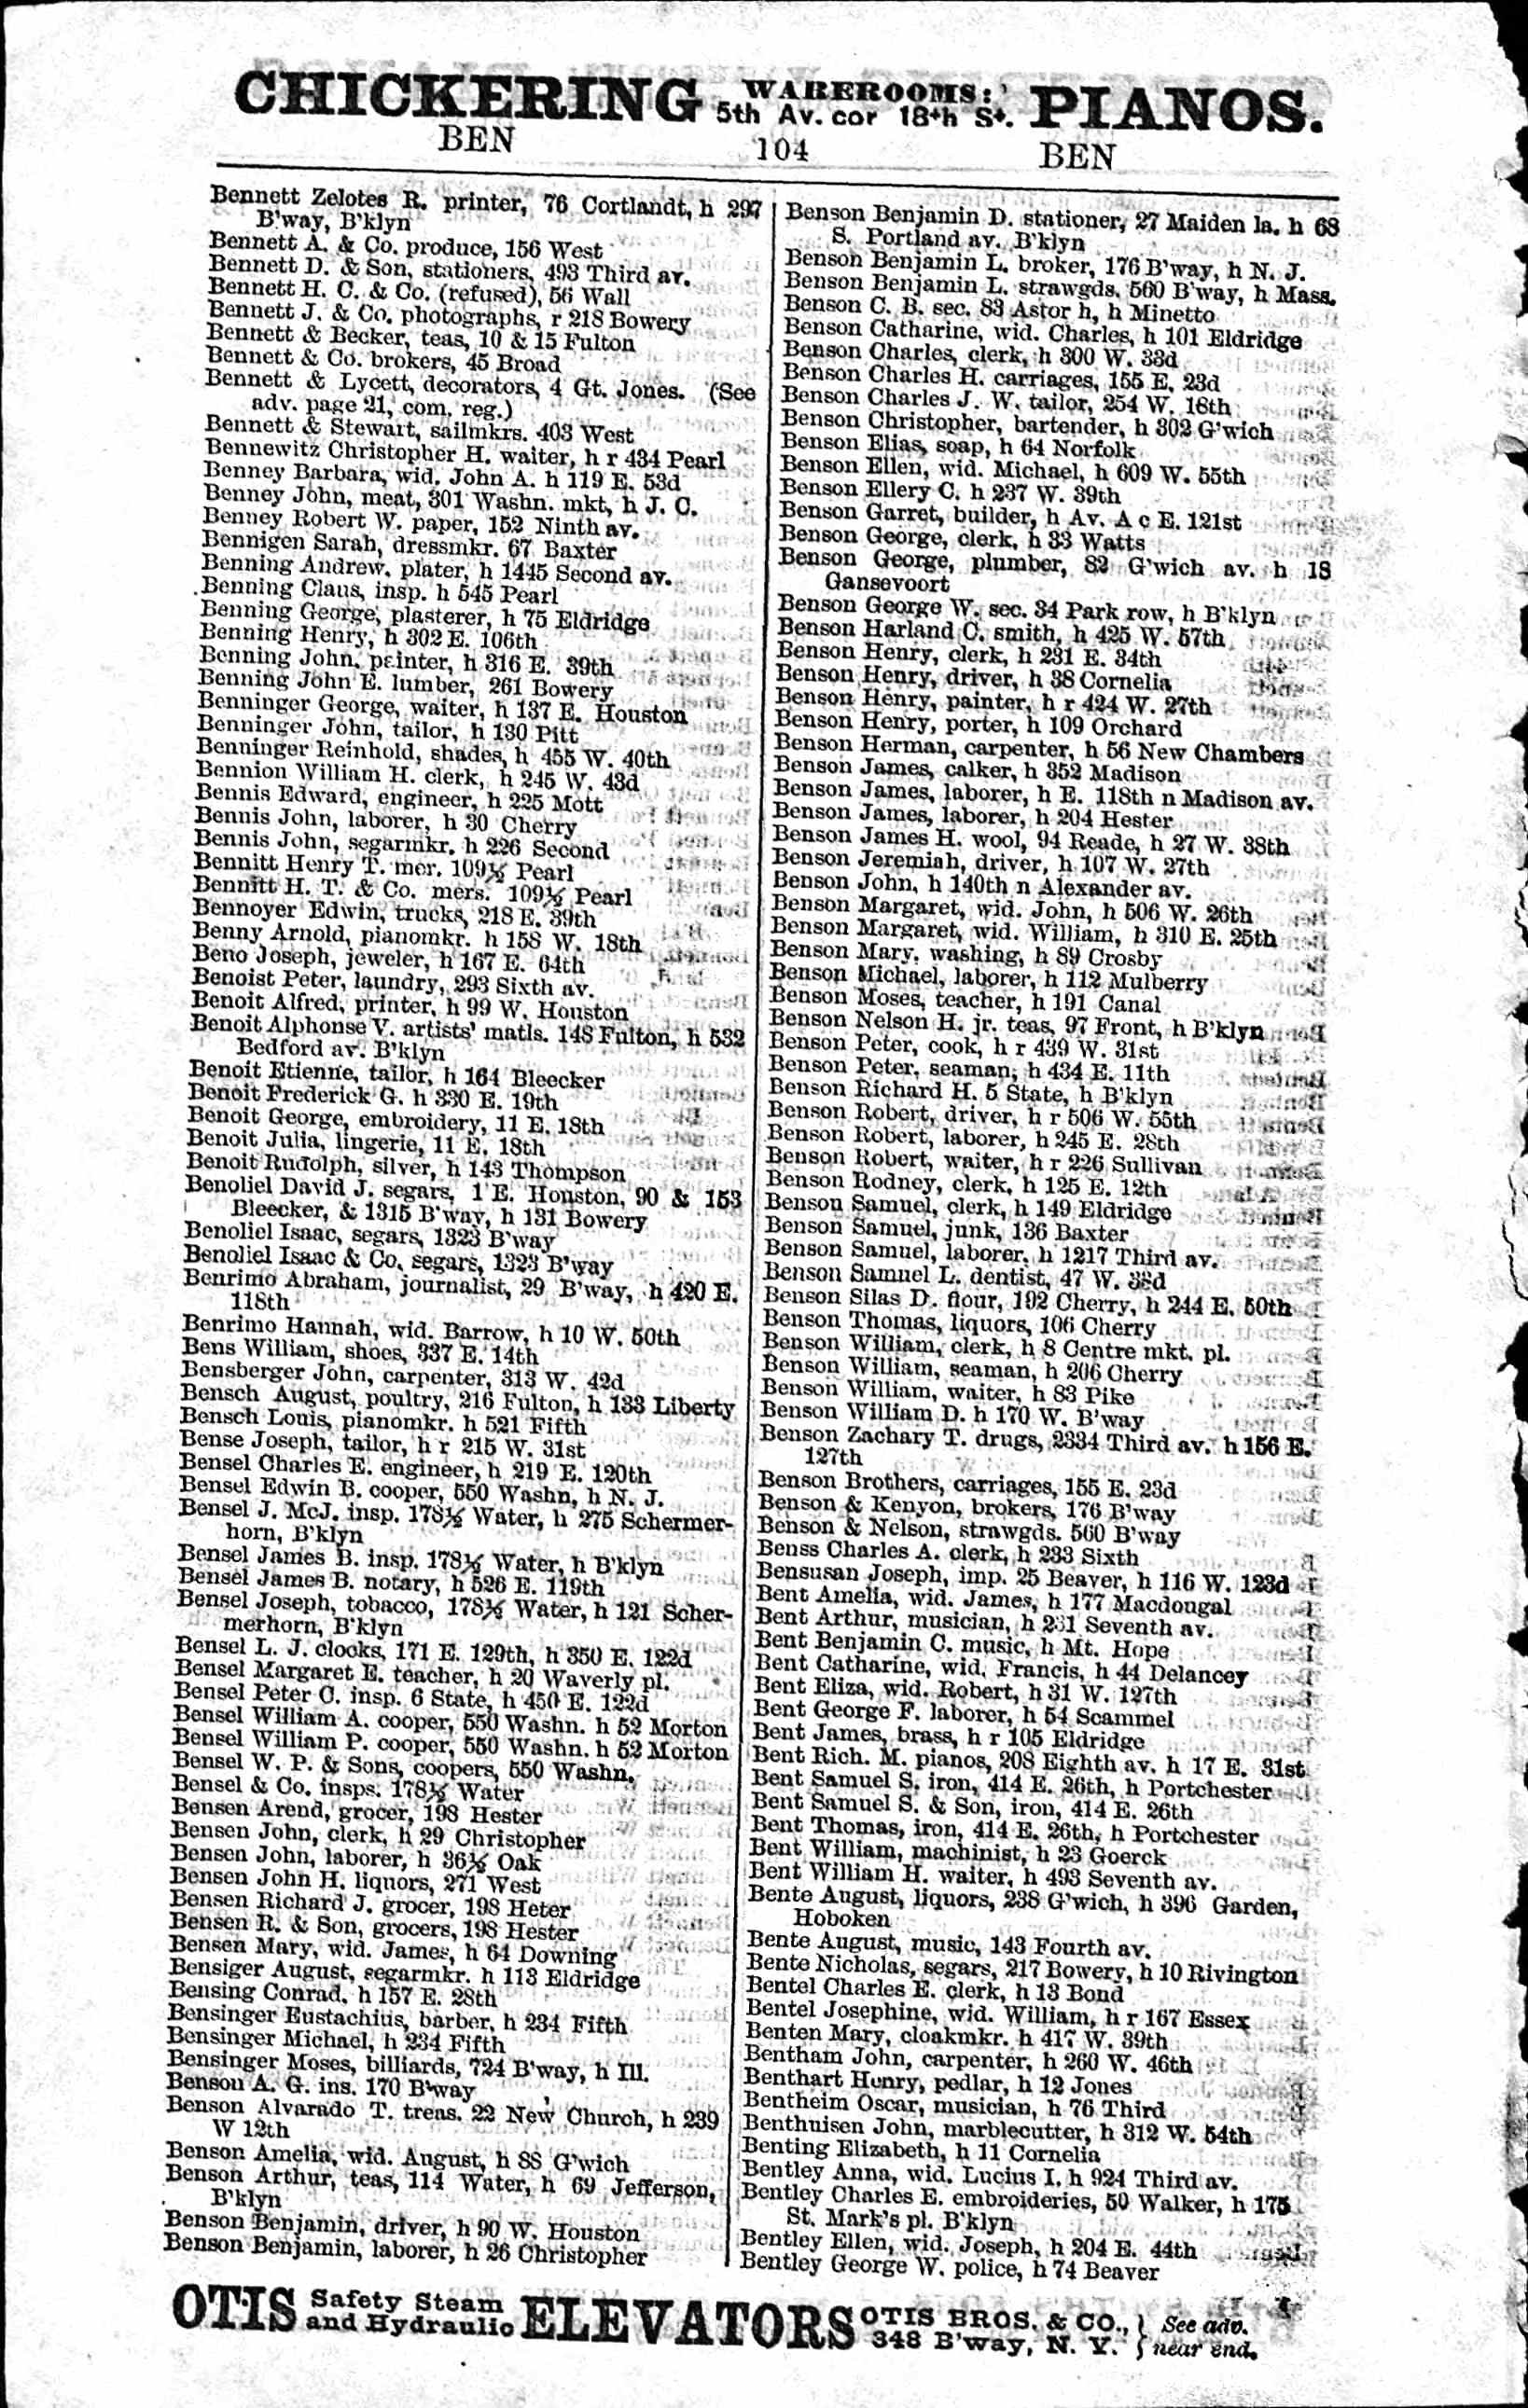 CHICKERING WAREROOMS: 5th Av. cor 18th St. PIANOS.
BEN 104 BEN
Bennett Zelotes R. printer, 76 Cortlandt, h 297
B'way, B'klyn
Bennett A. & Co. produce, 156 West
Bennett D. & Son, stationers, 493 Third av.
Bennett H. C. & Co. (refused), 56 Wall
Bennett J. & Co. photographs, r 218 Bowery
Bennett & Becker, teas, 10 & 15 Fulton
Bennett & Co. brokers, 45 Broad
Bennett & Lycett, decorators, 4 Gt. Jones. (See
adv. page 21, com. reg.)
Bennett & Stewart, sailmkrs. 403 West
Bennewitz Christopher H. waiter, h r 434 Pearl
Benney Barbara, wid. John A. h 119 E. 53d
Benney John, meat, 301 Washn. mkt, h J. C.
Benney Robert W. paper, 152 Ninth av.
Bennigen Sarah, dressmkr. 67 Baxter
Benning Andrew, plater, h 1445 Second av.
Benning Claus, insp. h 545 Pearl
Benning George, plasterer, h 75 Eldridge
Benning Henry, h 302 E. 106th
Benning John, painter, h 316 E. 39th
Benning John E. lumber, 261 Bowery
Benninger George, waiter, h 137 E. Houston
Benninger John, tailor, h 130 Pitt
Benninger Reinhold, shades, h 455 W. 40th
Bennion William H. clerk, h 245 W. 43d
Bennis Edward, engineer, h 225 Mott
Bennis John, laborer, h 30 Cherry
Bennis John, segarmkr. h 226 Second
Bennitt Henry T. mer. 109½ Pearl
Bennitt H. T. & Co. mers. 109½ Pearl
Bennoyer Edwin, trucks, 218 E. 39th
Benny Arnold, pianomkr. h 158 W. 18th
Beno Joseph, jeweler, h 167 E. 64th
Benoist Peter, laundry, 293 Sixth av.
Benoit Alfred, printer, h 99 W. Houston
Benoit Alphonse V. artists' matls. 148 Fulton, h 532
Bedford av. B'klyn
Benoit Etienne, tailor, h 164 Bleecker
Benoit Frederick G. h 330 E. 19th
Benoit George, embroidery, 11 E. 18th
Benoit Julia, lingerie, 11 E. 18th
Benoit Rudolph, silver, h 143 Thompson
Benoliel David J. segars, 1 E. Houston, 90 & 153
Bleecker, & 1315 B'way, h 131 Bowery
Benoliel Isaac, segars, 1323 B'way
Benoliel Isaac & Co. segars, 1323 B'way
Benrimo Abraham, journalist, 29 B'way, h 420 E.
118th
Benrimo Hannah, wid. Barrow, h 10 W. 50th
Bens William, shoes, 337 E. 14th
Bensberger John, carpenter, 313 W. 42d
Bensch August, poultry, 216 Fulton, h 133 Liberty
Bensch Louis, pianomkr. h 521 Fifth
Bense Joseph, tailor, h r 215 W. 31st
Bensel Charles E. engineer, h 219 E. 120th
Bensel Edwin B. cooper, 550 Washn, h N. J.
Bensel J. McJ. insp. 178½ Water, h 275 Schermer-
horn, B'klyn
Bensel James B. insp. 178½ Water, h B'klyn
Bensel James B. notary, h 526 E. 119th
Bensel Joseph, tobacco, 178½ Water, h 121 Scher-
merhorn, B'klyn
Bensel L. J. clocks, 171 E. 129th, h 350 E. 122d
Bensel Margaret E. teacher, h 20 Waverly pl.
Bensel Peter C. insp. 6 State, h 450 E. 122d
Bensel William A. cooper, 550 Washn. h 52 Morton
Bensel William P. cooper, 550 Washn. h 52 Morton
Bensel W. P. & Sons, coopers, 550 Washn.
Bensel & Co. insps. 178½ Water
Bensen Arend, grocer, 198 Hester
Bensen John, clerk, h 29 Christopher
Bensen John, laborer, h 36½ Oak
Bensen John H. liquors, 271 West
Bensen Richard J. grocer, 198 Heter
Bensen R. & Son, grocers, 198 Hester
Bensen Mary, wid. James, h 64 Downing
Bensiger August, segarmkr. h 113 Eldridge
Bensing Conrad, h 157 E. 28th
Bensinger Eustachius, barber, h 234 Fifth
Bensinger Michael, h 234 Fifth
Bensinger Moses, billiards, 724 B'way, h Ill.
Benson A. G. ins. 170 B'way
Benson Alvarado T. treas. 22 New Church, h 239
W 12th
Benson Amelia, wid. August, h 88 G'wich
Benson Arthur, teas, 114 Water, h 69 Jefferson,
B'klyn
Benson Benjamin, driver, h 90 W. Houston
Benson Benjamin, laborer, h 26 Christopher
Benson Benjamin D. stationer, 27 Maiden la. h 68
S. Portland av. B'klyn
Benson Benjamin L. broker, 176 B'way, h N. J.
Benson Benjamin L. strawgds. 560 B'way, h Mass.
Benson C. B. sec. 83 Astor h, h Minetto
Benson Catharine, wid. Charles, h 101 Eldridge
Benson Charles, clerk, h 300 W. 33d
Benson Charles H. carriages, 155 E. 23d
Benson Charles J. W. tailor, 254 W. 16th
Benson Christopher, bartender, h 302 G'wich
Benson Elias, soap, h 64 Norfolk
Benson Ellen, wid. Michael, h 609 W. 55th
Benson Ellery C. h 237 W. 39th
Benson Garret, builder, h Av. A c E. 121st
Benson George, clerk, h 33 Watts
Benson George, plumber, 82 G'wich av. h 18
Gansevoort
Benson George W. sec. 34 Park row, h B'klyn
Benson Harland C. smith, h 425 W. 57th
Benson Henry, clerk, h 231 E. 34th
Benson Henry, driver, h 38 Cornelia
Benson Henry, painter, h r 424 W. 27th
Benson Henry, porter, h 109 Orchard
Benson Herman, carpenter, h 56 New Chambers
Benson James, calker, h 352 Madison
Benson James, laborer, h E. 118th n Madison av.
Benson James, laborer, h 204 Hester
Benson James H. wool, 94 Reade, h 27 W. 38th
Benson Jeremiah, driver, h 107 W. 27th
Benson John, h 140th n Alexander av.
Benson Margaret, wid. John, h 506 W. 26th
Benson Margaret, wid. William, h 310 E. 25th
Benson Mary, washing, h 89 Crosby
Benson Michael, laborer, h 112 Mulberry
Benson Moses, teacher, h 191 Canal
Benson Nelson H. jr. teas, 97 Front, h B'klyn
Benson Peter, cook, h r 439 W. 31st
Benson Peter, seaman, h 434 E. 11th
Benson Richard H. 5 State, h B'klyn
Benson Robert, driver, h r 506 W. 55th
Benson Robert, laborer, h 245 E. 28th
Benson Robert, waiter, h r 226 Sullivan
Benson Rodney, clerk, h 125 E. 12th
Benson Samuel, clerk, h 149 Eldridge
Benson Samuel, junk, 136 Baxter
Benson Samuel, laborer, h 1217 Third av.
Benson Samuel L. dentist, 47 W. 32d
Benson Silas D. flour, 192 Cherry, h 244 E. 50th
Benson Thomas, liquors, 106 Cherry
Benson William, clerk, h 8 Centre mkt. pl.
Benson William, seaman, h 206 Cherry
Benson William, waiter, h 83 Pike
Benson William D. h 170 W. B'way
Benson Zachary T. drugs, 2334 Third av. h 156 E.
127th
Benson Brothers, carriages, 155 E. 23d
Benson & Kenyon, brokers, 176 B'way
Benson & Nelson, strawgds. 560 B'way
Benss Charles A. clerk, h 233 Sixth
Bensusan Joseph, imp. 25 Beaver, h 116 W. 123d
Bent Amelia, wid. James, h 177 Macdougal
Bent Arthur, musician, h 231 Seventh av.
Bent Benjamin C. music, h Mt. Hope
Bent Catharine, wid. Francis, h 44 Delancey
Bent Eliza, wid. Robert, h 31 W. 127th
Bent George F. laborer, h 54 Scammel
Bent James, brass, h r 105 Eldridge
Bent Rich. M. pianos, 208 Eighth av. h 17 E. 31st
Bent Samuel S. iron, 414 E. 26th, h Portchester
Bent Samuel S. & Son, iron, 414 E. 26th
Bent Thomas, iron, 414 E. 26th, h Portchester
Bent William, machinist, h 23 Goerck
Bent William H. waiter, h 493 Seventh av.
Bente August, liquors, 238 G'wich, h 396 Garden,
Hoboken
Bente August, music, 143 Fourth av.
Bente Nicholas, segars, 217 Bowery, h 10 Rivington
Bentel Charles E. clerk, h 13 Bond
Bentel Josephine, wid. William, h r 167 Essex
Benten Mary, cloakmkr. h 417 W. 39th
Bentham John, carpenter, h 260 W. 46th
Benthart Henry, pedlar, h 12 Jones
Bentheim Oscar, musician, h 76 Third
Benthuisen John, marblecutter, h 312 W. 54th
Benting Elizabeth, h 11 Cornelia
Bentley Anna, wid. Lucius I. h 924 Third av.
Bentley Charles E. embroideries, 50 Walker, h 175
St. Mark's pl. B'klyn
Bentley Ellen, wid. Joseph, h 204 E. 44th
Bentley George W. police, h 74 Beaver
OTIS Safety Steam and Hydraulic ELEVATORS OTIS BROS. & CO., 348 B'way, N. Y. } See adv. near end.